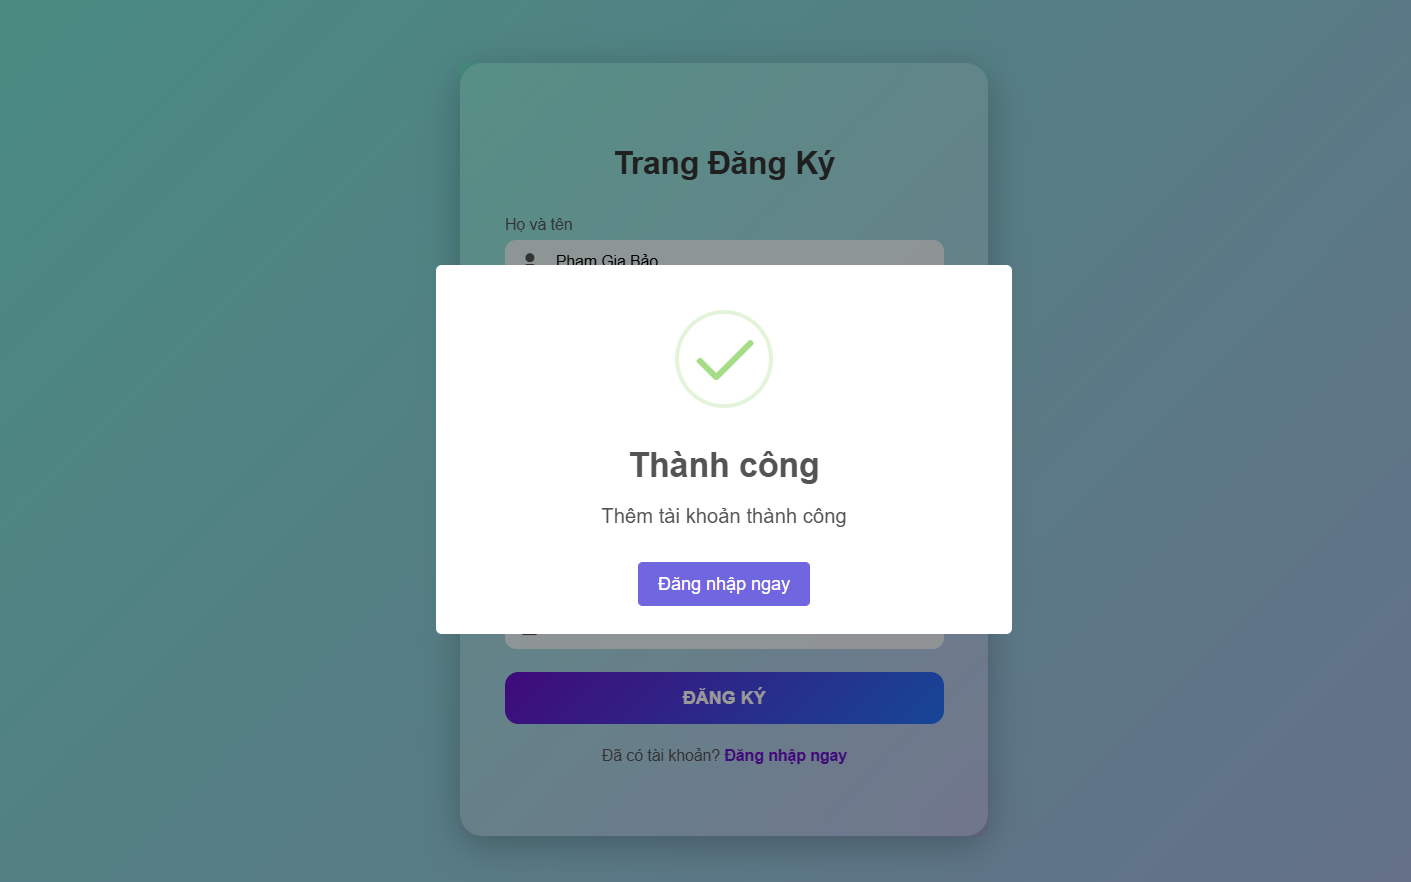 Trang Đăng Ký
Họ và tên
Phạm Gia Bảo
Thành công
Thêm tài khoản thành công
Đăng nhập ngay
ĐĂNG KÝ
Đã có tài khoản? Đăng nhập ngay